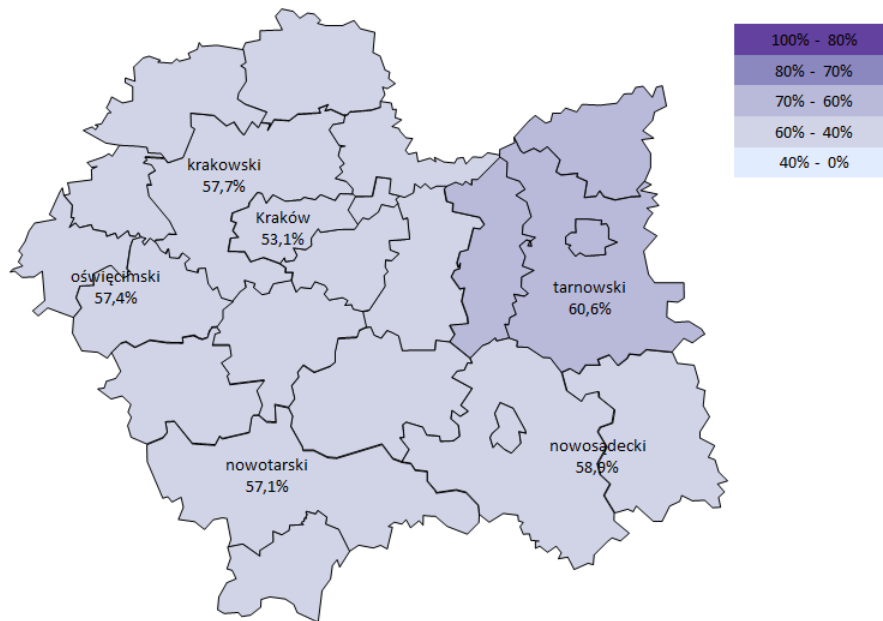 100% - 80%
80% - 70%
70% - 60%
60% - 40%
40% - 0%
krakowski
57,7%
Kraków
53,1%
oświęcimski
57,4%
tarnowski
60,6%
nowosądecki
58,9%
nowotarski
57,1%